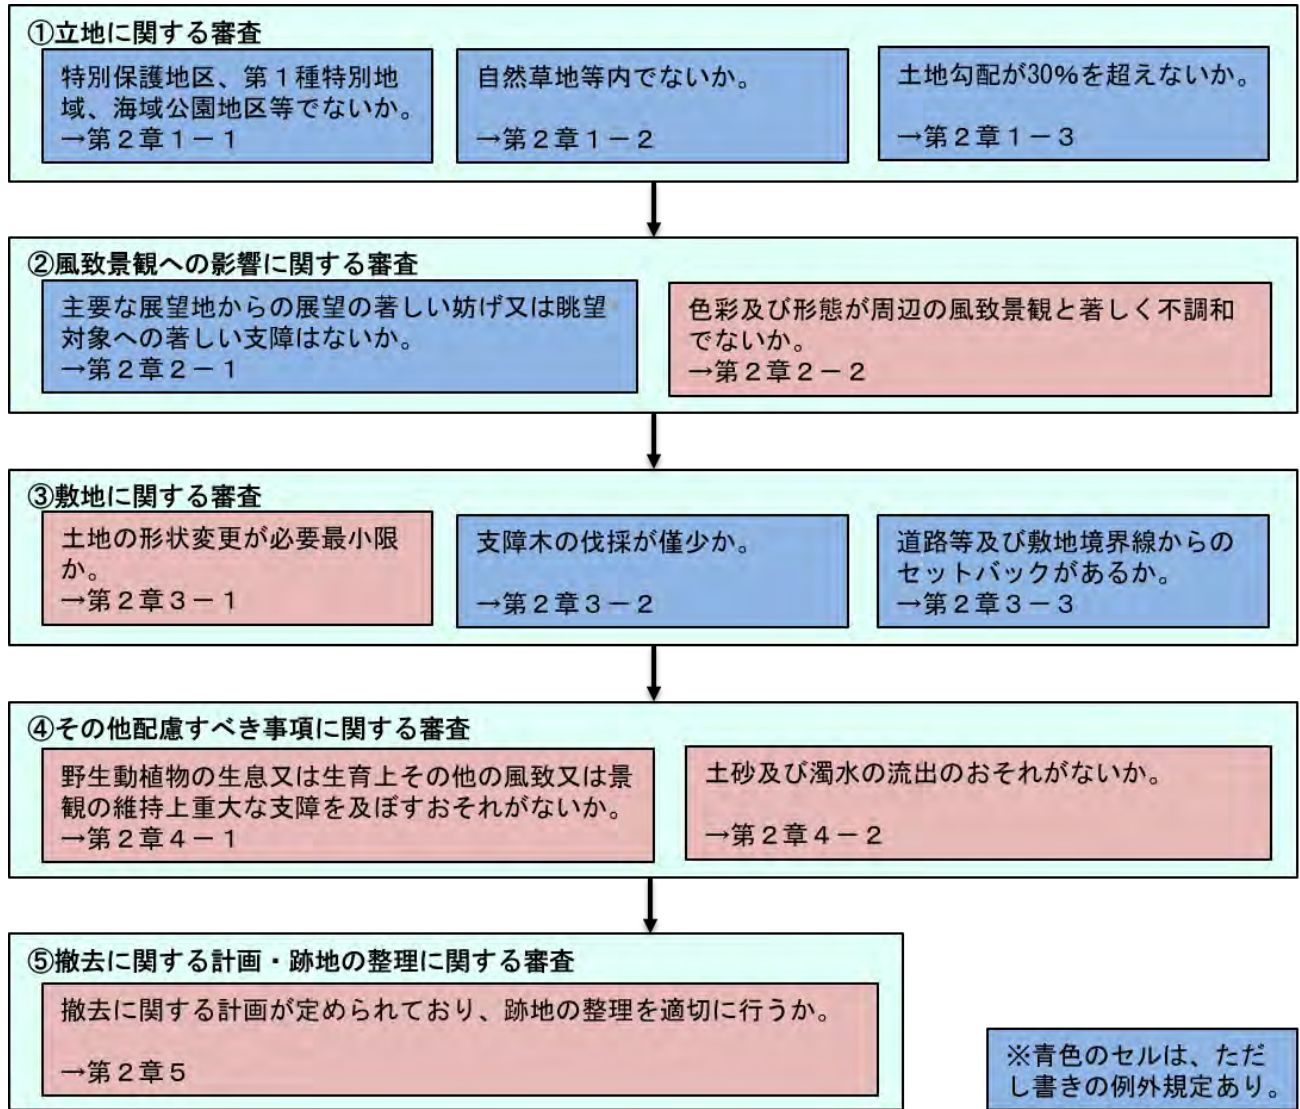 ①立地に関する審査
特別保護地区、第１種特別地
域、海域公園地区等でないか。
→第２章１－１
自然草地等内でないか。
→第２章１－２
土地勾配が30％を超えないか。
→第２章１－３
②風致景観への影響に関する審査
主要な展望地からの展望の著しい妨げ又は眺望
対象への著しい支障はないか。
→第２章２－１
色彩及び形態が周辺の風致景観と著しく不調和
でないか。
→第２章２－２
③敷地に関する審査
土地の形状変更が必要最小限
か。
→第２章３－１
支障木の伐採が僅少か。
→第２章３－２
道路等及び敷地境界線からの
セットバックがあるか。
→第２章３－３
④その他配慮すべき事項に関する審査
野生動植物の生息又は生育上その他の風致又は景
観の維持上重大な支障を及ぼすおそれがないか。
→第２章４－１
土砂及び濁水の流出のおそれがないか。
→第２章４－２
⑤撤去に関する計画・跡地の整理に関する審査
撤去に関する計画が定められており、跡地の整理を適切に行うか。
→第２章５
※青色のセルは、ただ
し書きの例外規定あり。